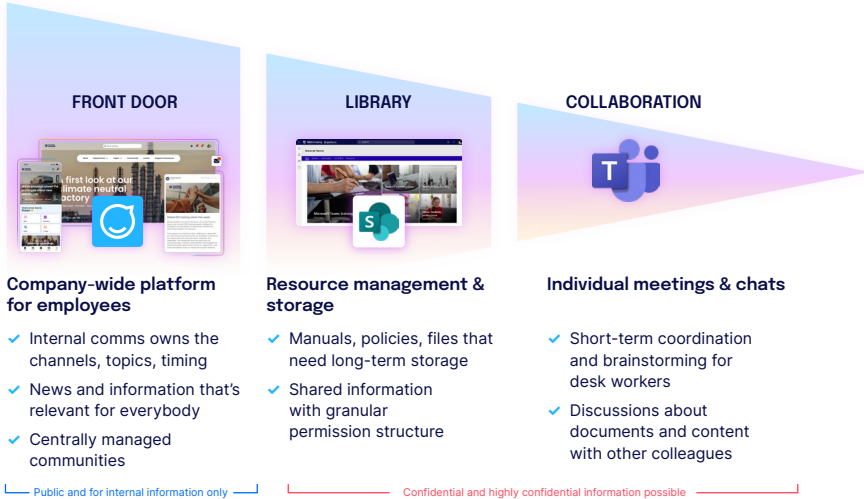 FRONT DOOR
LIBRARY
COLLABORATION
A first look at our
climate neutral
factory
T
S
Company-wide platform
for employees
Internal comms owns the
channels, topics, timing
News and information that's
relevant for everybody
Centrally managed
communities
Public and for internal information only
Resource management &
storage
Manuals, policies, files that
need long-term storage
Shared information
with granular
permission structure
Individual meetings & chats
Short-term coordination
and brainstorming for
desk workers
Discussions about
documents and content
with other colleagues
Confidential and highly confidential information possible